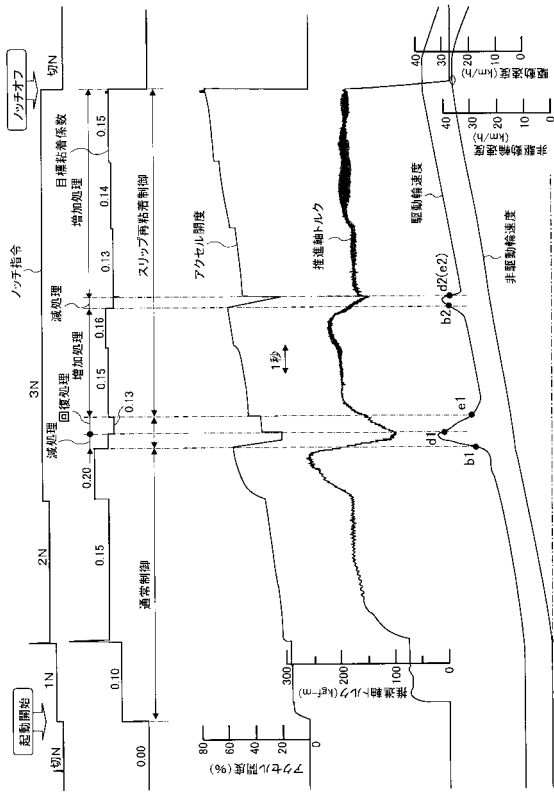 起動開始
ノッチオフ
ノッチ指令
切N
1N
2N
3N
切N
減処理
回復処理
増加処理
減処理
増加処理
目標粘着係数
0.00
0.10
0.15
0.20
0.13
0.15
0.16
0.13
0.14
0.15
通常制御
スリップ再粘着制御
アクセル開度
アクセル開度(%)
80
60
40
20
0
1秒
推進軸トルク
推進軸トルク(kgf-m)
300
200
100
0
駆動輪速度
非駆動輪速度
b1
d1
e1
b2
d2(e2)
駆動速度
(km/h)
40
30
20
10
0
非駆動輪速度
(km/h)
40
30
20
10
0